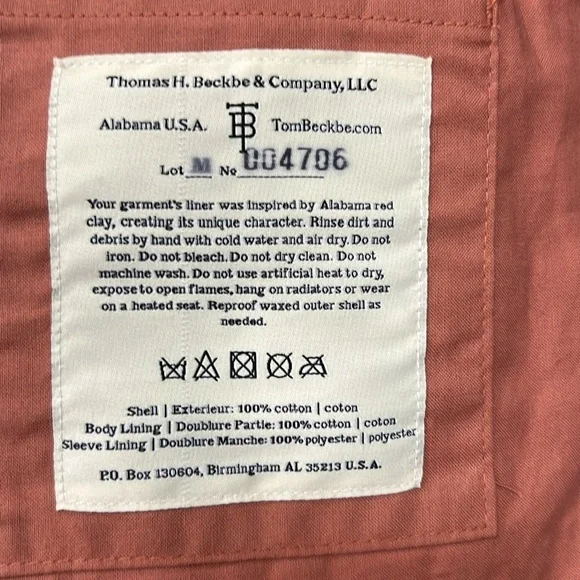 Thomas H. Beckbe & Company, LLC
Alabama U.S.A. TB TomBeckbe.com
Lot M No 004706
Your garment's liner was inspired by Alabama red
clay, creating its unique character. Rinse dirt and
debris by hand with cold water and air dry. Do not
iron. Do not bleach. Do not dry clean. Do not
machine wash. Do not use artificial heat to dry,
expose to open flames, hang on radiators or wear
on a heated seat. Reproof waxed outer shell as
needed.
Shell | Exterieur: 100% cotton | coton
Body Lining | Doublure Partie: 100% cotton | coton
Sleeve Lining | Doublure Manche: 100% polyester | polyester
P.O. Box 130604, Birmingham AL 35213 U.S.A.